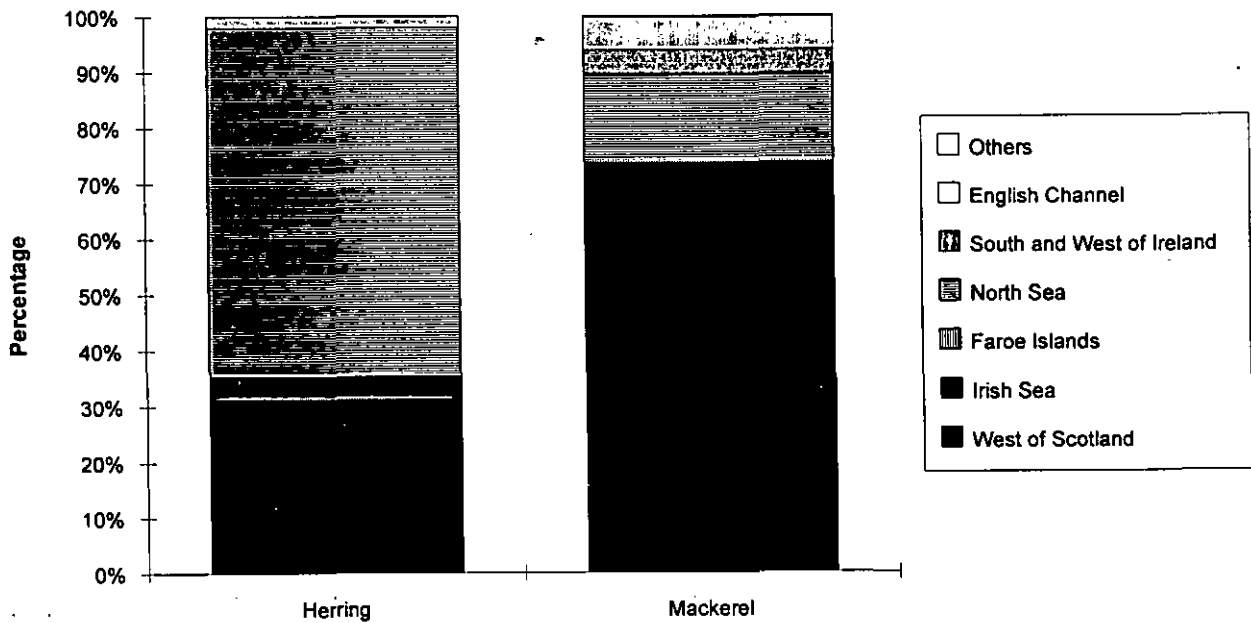 100%
90%
80%
70%
60%
50%
40%
30%
20%
10%
0%
Percentage
Herring
Mackerel
Others
English Channel
South and West of Ireland
North Sea
Faroe Islands
Irish Sea
West of Scotland